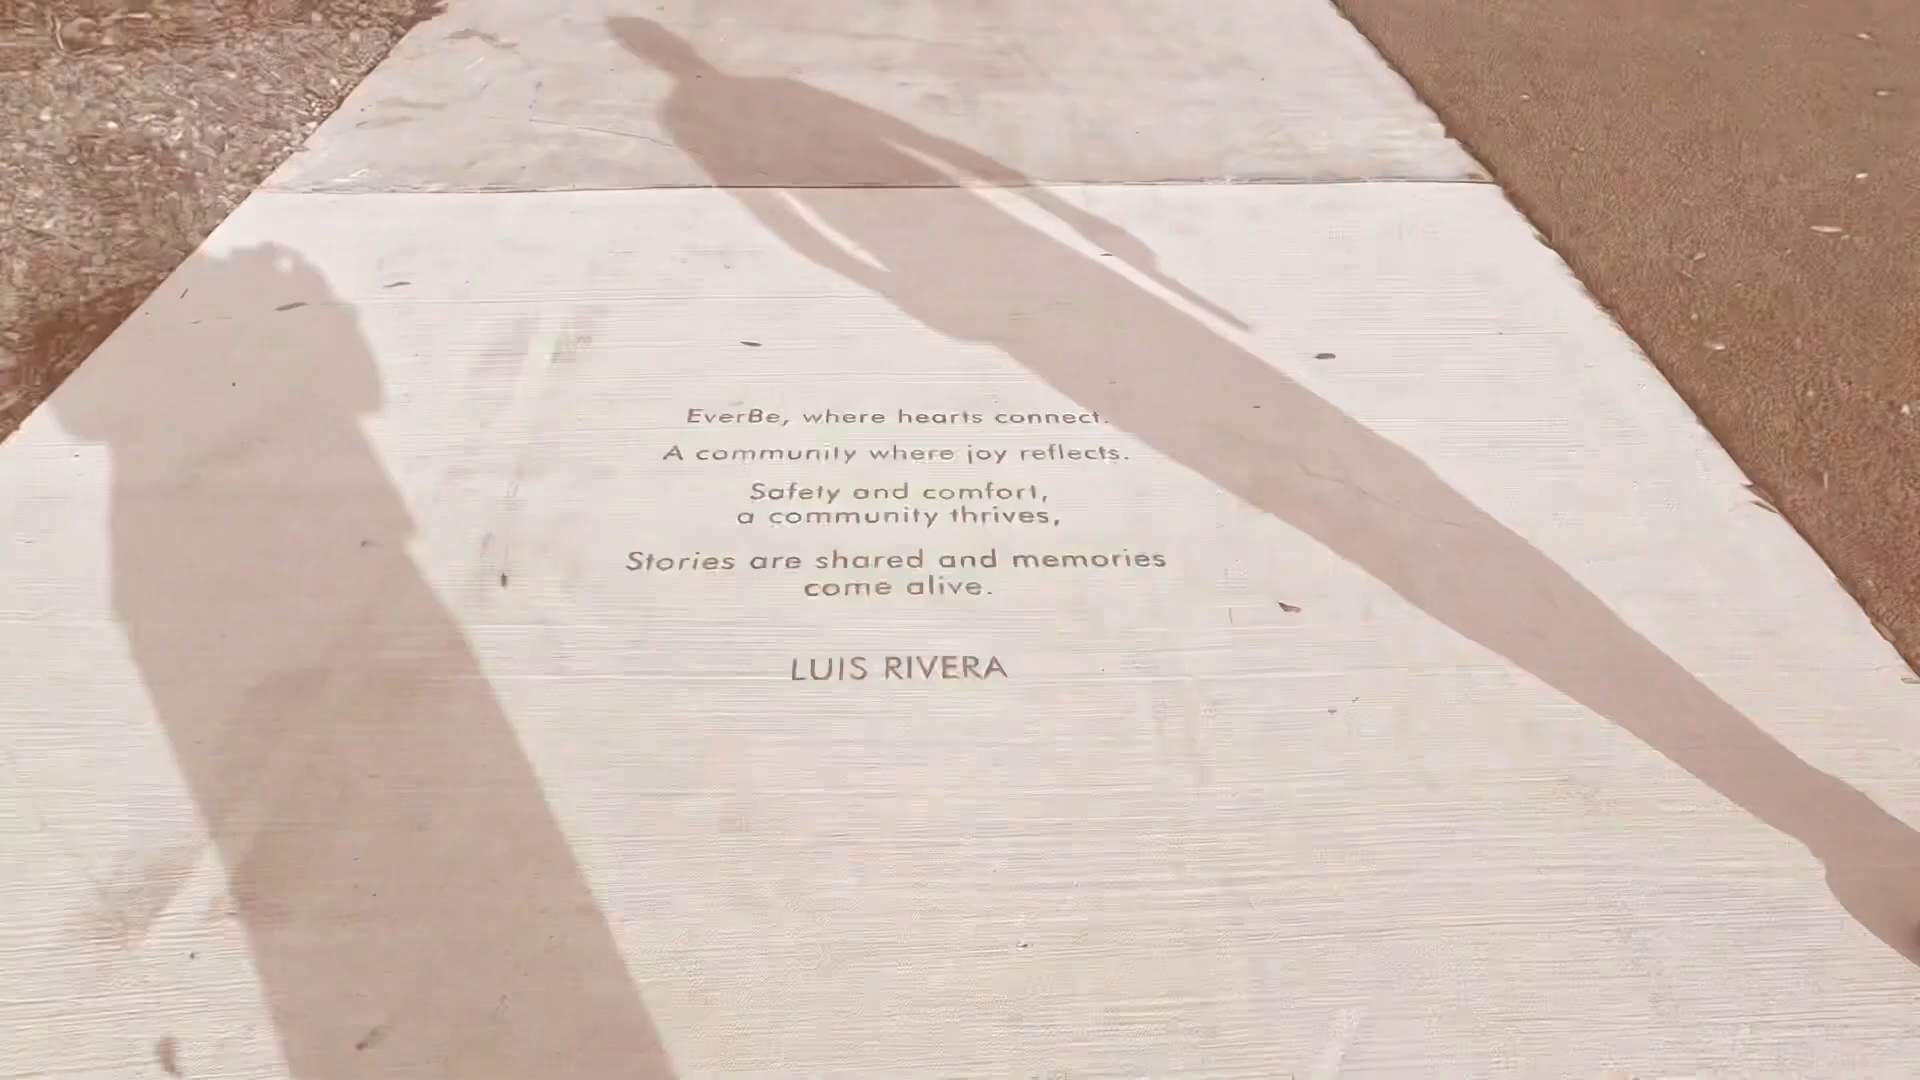 EverBe, where hearts connect.
A community where joy reflects.
Safety and comfort,
a community thrives,
Stories are shared and memories
come alive.
LUIS RIVERA